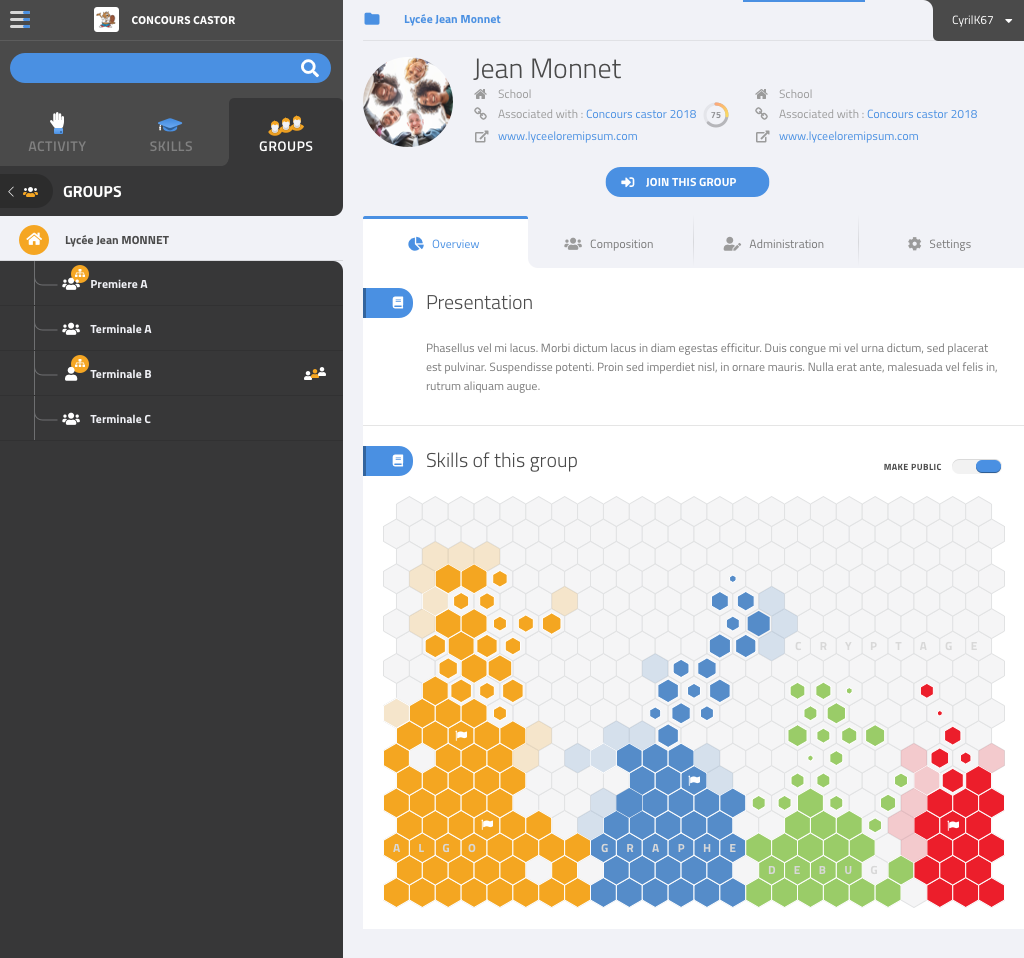 CONCOURS CASTOR
Lycée Jean Monnet
CyrilK67
ACTIVITY
SKILLS
GROUPS
GROUPS
Lycée Jean MONNET
Premiere A
Terminale A
Terminale B
Terminale C
Jean Monnet
School
Associated with : Concours castor 2018
75
www.lyceeloremipsum.com
School
Associated with : Concours castor 2018
www.lyceeloremipsum.com
JOIN THIS GROUP
Overview
Composition
Administration
Settings
Presentation
Phasellus vel mi lacus. Morbi dictum lacus in diam egestas efficitur. Duis congue mi vel urna dictum, sed placerat
est pulvinar. Suspendisse potenti. Proin sed imperdiet nisl, in ornare mauris. Nulla erat ante, malesuada vel felis in,
rutrum aliquam augue.
Skills of this group
MAKE PUBLIC
CRYPTAGE
ALGO
GRAPHE
DEBUG